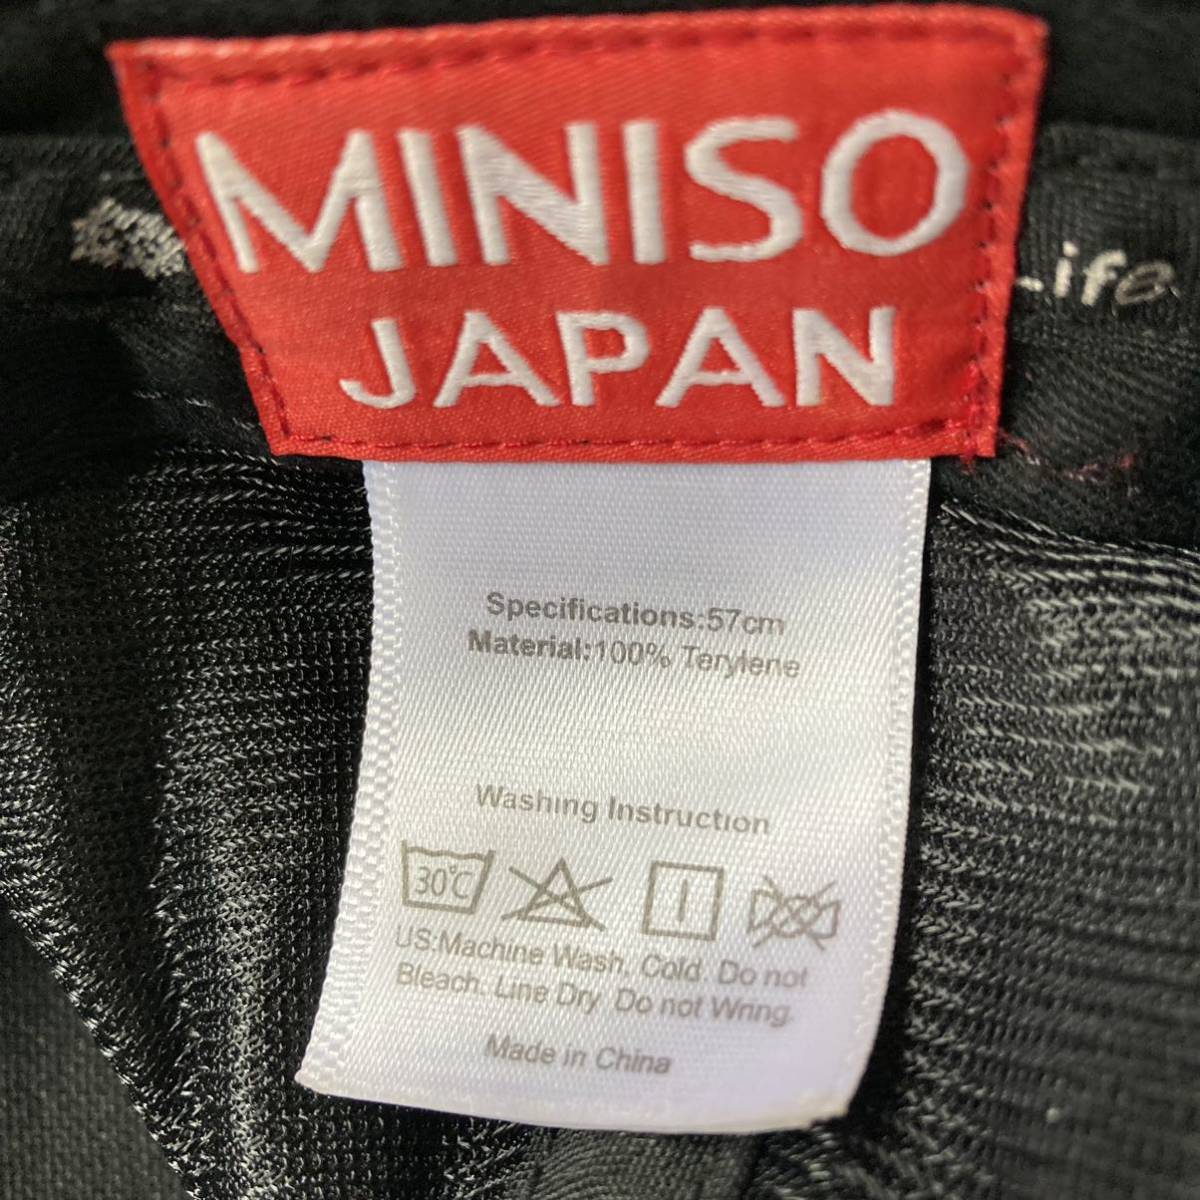 MINISO
JAPAN
Life
Specifications:57cm
Material:100% Terylene
Washing Instruction
30℃
US:Machine Wash. Cold. Do not
Bleach. Line Dry Do not Wring.
Made in China